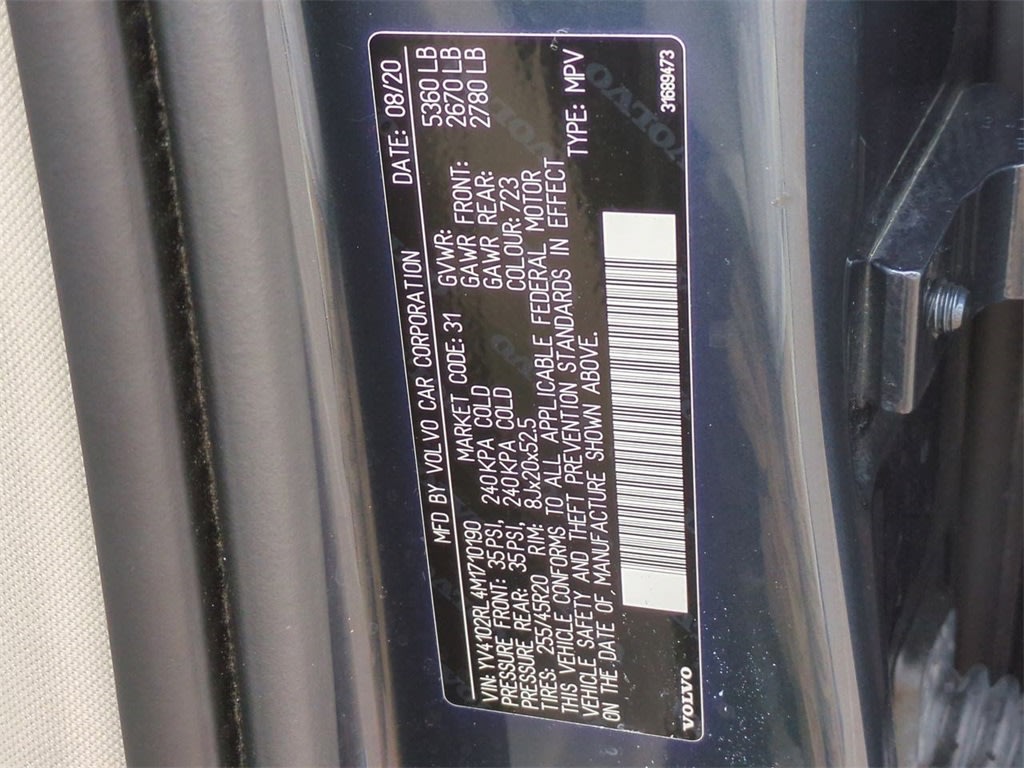 MFD BY VOLVO CAR CORPORATION DATE: 08/20
VIN: YV4102RL4M1710190 MARKET CODE: 31 GVWR: 5360 LB
PRESSURE FRONT: 35PSI, 240KPA COLD GAWR FRONT: 2670 LB
PRESSURE REAR: 35PSI, 240KPA COLD GAWR REAR: 2780 LB
TIRES: 255/45R20 RIM: 8Jx20x52.5 COLOUR: 723
THIS VEHICLE CONFORMS TO ALL APPLICABLE FEDERAL MOTOR
VEHICLE SAFETY AND THEFT PREVENTION STANDARDS IN EFFECT
ON THE DATE OF MANUFACTURE SHOWN ABOVE. TYPE: MPV
VOLVO 31689473